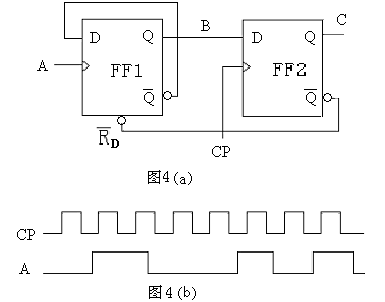 D Q B D Q C
A FF1 FF2
Q̅ Q̅
R̅D
CP
图4(a)
CP
A
图4(b)